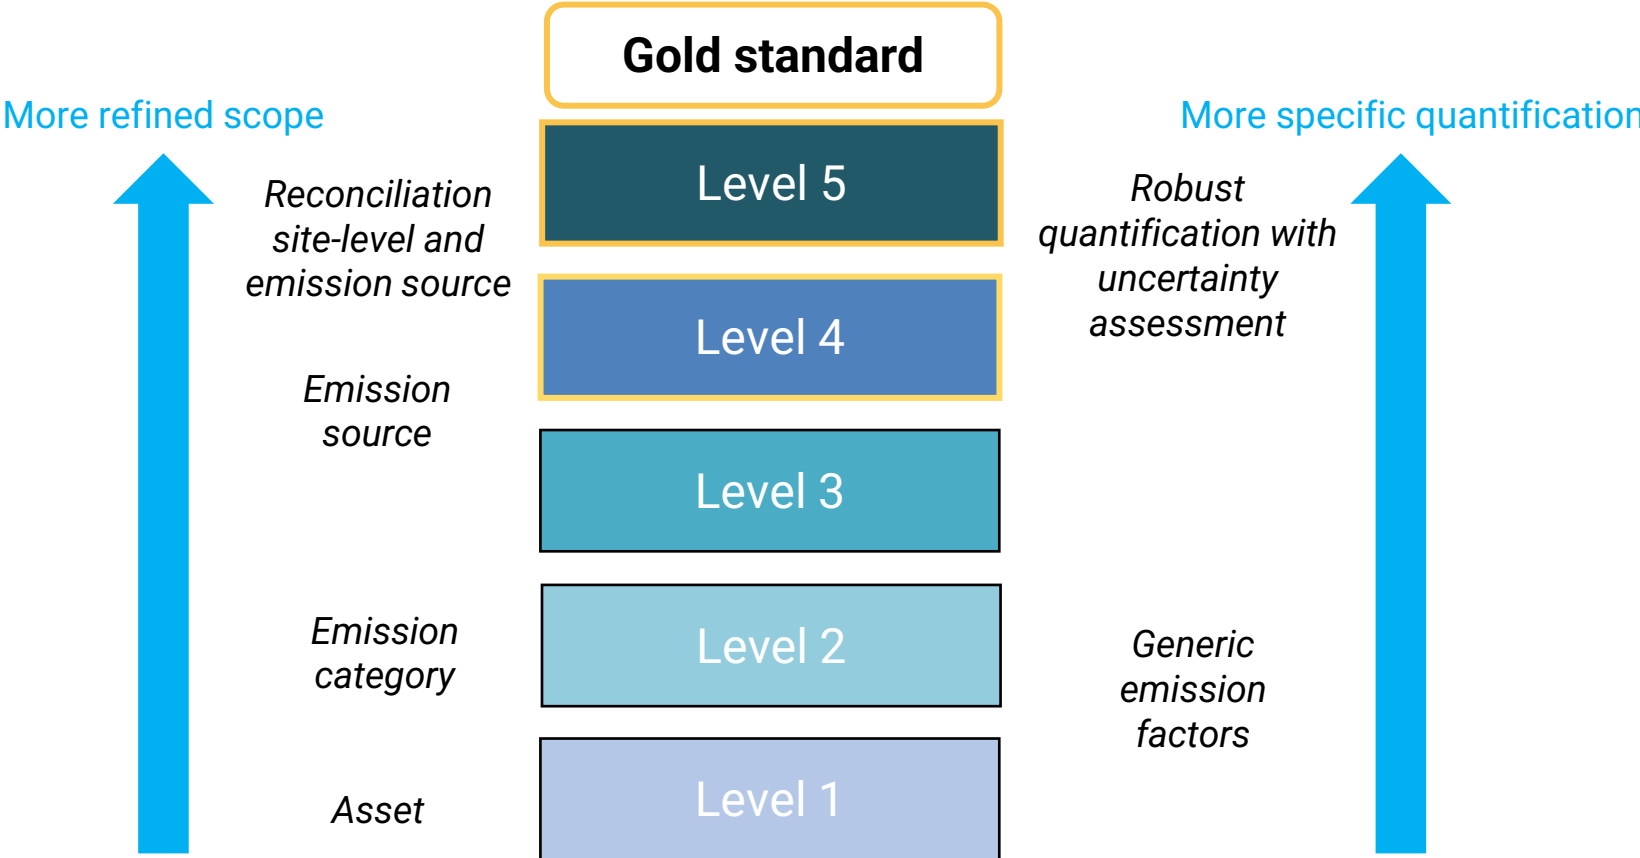 Gold standard
More refined scope
More specific quantification
Level 5
Reconciliation
site-level and
emission source
Robust
quantification with
uncertainty
assessment
Level 4
Emission
source
Level 3
Level 2
Emission
category
Generic
emission
factors
Level 1
Asset